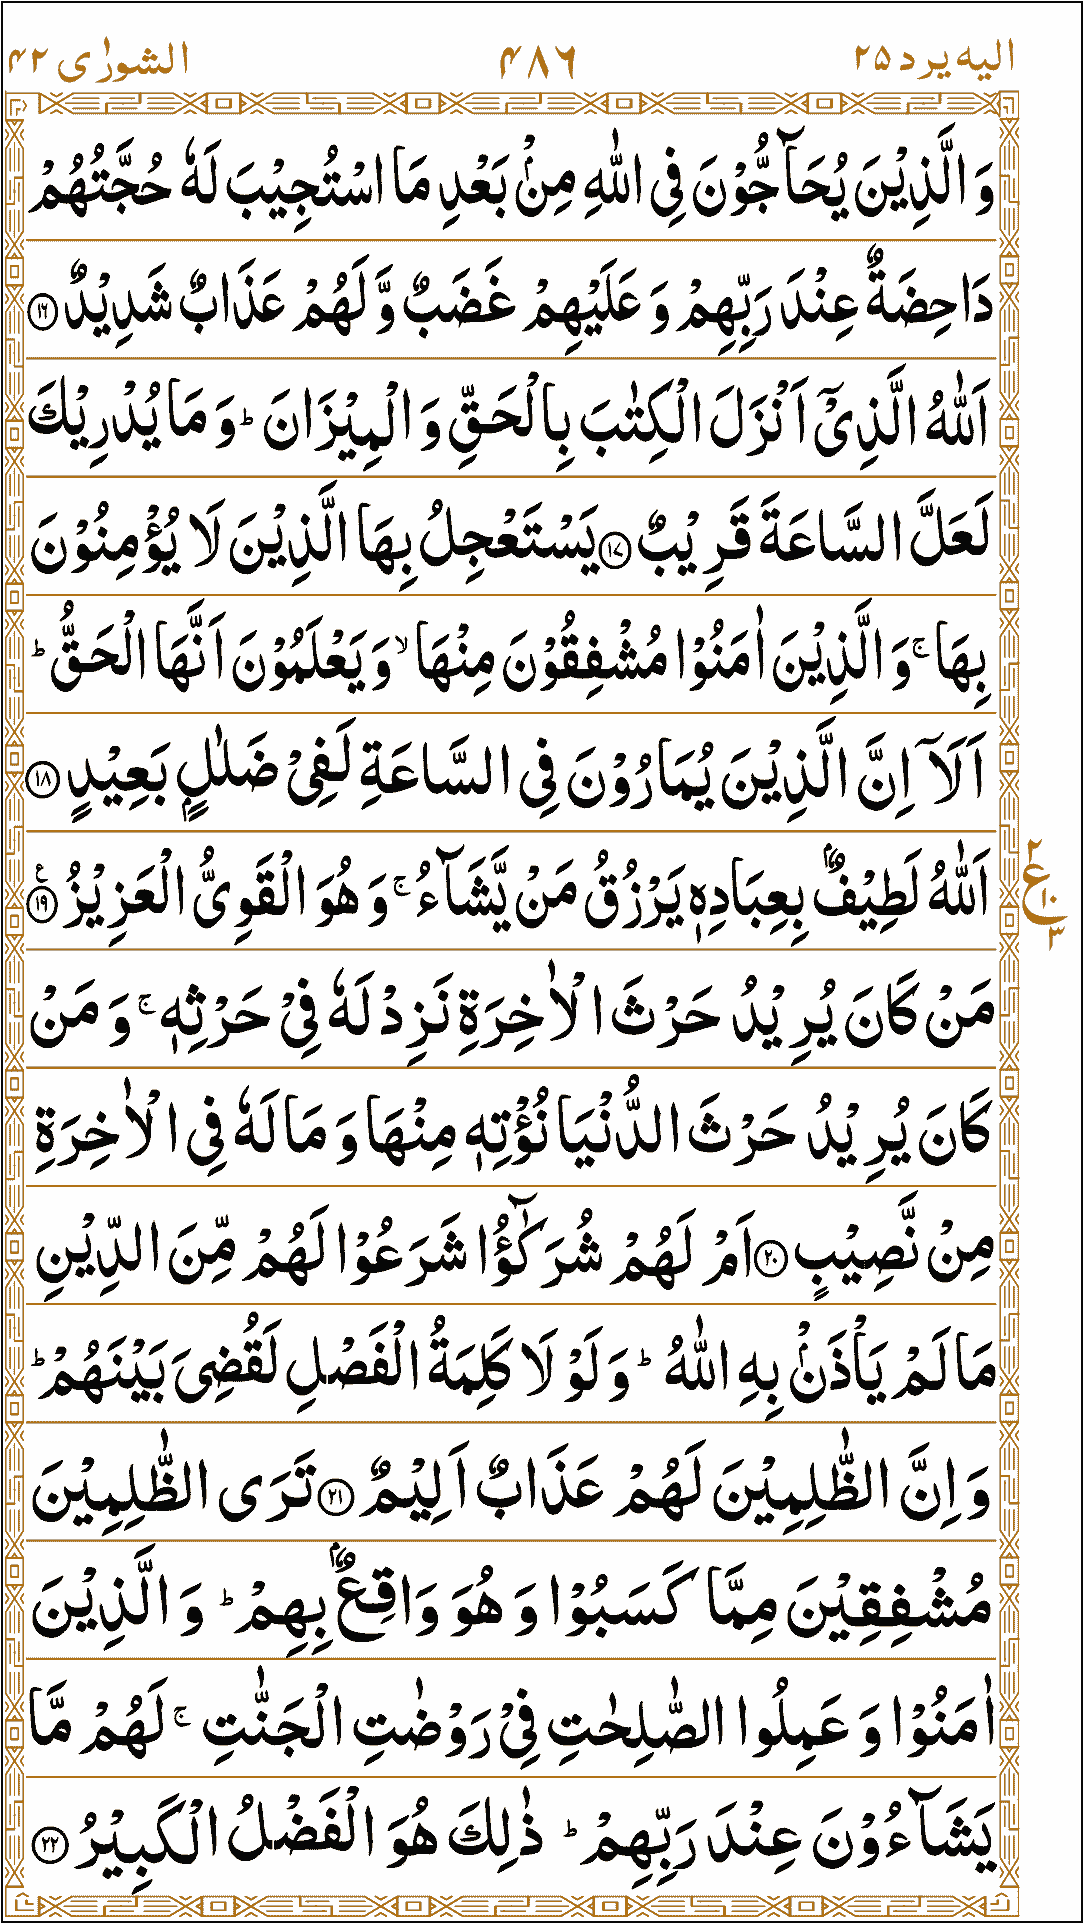 الیه یرد ۲۵ ۴۸۶ الشورٰی ۴۲
وَ الَّذِیْنَ یُحَآجُّوْنَ فِی اللّٰهِ مِنْۢ بَعْدِ مَا اسْتُجِیْبَ لَهٗ حُجَّتُهُمْ
دَاحِضَةٌ عِنْدَ رَبِّهِمْ وَ عَلَیْهِمْ غَضَبٌ وَّ لَهُمْ عَذَابٌ شَدِیْدٌ ۝۱۶
اَللّٰهُ الَّذِیْۤ اَنْزَلَ الْكِتٰبَ بِالْحَقِّ وَ الْمِیْزَانَ ؕ وَ مَا یُدْرِیْكَ
لَعَلَّ السَّاعَةَ قَرِیْبٌ ۝۱۷ یَسْتَعْجِلُ بِهَا الَّذِیْنَ لَا یُؤْمِنُوْنَ
بِهَا ۚ وَ الَّذِیْنَ اٰمَنُوْا مُشْفِقُوْنَ مِنْهَا ۙ وَ یَعْلَمُوْنَ اَنَّهَا الْحَقُّ ؕ
اَلَاۤ اِنَّ الَّذِیْنَ یُمَارُوْنَ فِی السَّاعَةِ لَفِیْ ضَلٰلٍۭ بَعِیْدٍ ۝۱۸
اَللّٰهُ لَطِیْفٌۢ بِعِبَادِهٖ یَرْزُقُ مَنْ یَّشَآءُ ۚ وَ هُوَ الْقَوِیُّ الْعَزِیْزُ ۝۱۹ ع
۲ ع ۱۰ ۳
مَنْ كَانَ یُرِیْدُ حَرْثَ الْاٰخِرَةِ نَزِدْ لَهٗ فِیْ حَرْثِهٖ ۚ وَ مَنْ
كَانَ یُرِیْدُ حَرْثَ الدُّنْیَا نُؤْتِهٖ مِنْهَا وَ مَا لَهٗ فِی الْاٰخِرَةِ
مِنْ نَّصِیْبٍ ۝۲۰ اَمْ لَهُمْ شُرَكٰٓؤُا شَرَعُوْا لَهُمْ مِّنَ الدِّیْنِ
مَا لَمْ یَاْذَنْۢ بِهِ اللّٰهُ ؕ وَ لَوْ لَا كَلِمَةُ الْفَصْلِ لَقُضِیَ بَیْنَهُمْ ؕ
وَ اِنَّ الظّٰلِمِیْنَ لَهُمْ عَذَابٌ اَلِیْمٌ ۝۲۱ تَرَی الظّٰلِمِیْنَ
مُشْفِقِیْنَ مِمَّا كَسَبُوْا وَ هُوَ وَاقِعٌۢ بِهِمْ ؕ وَ الَّذِیْنَ
اٰمَنُوْا وَ عَمِلُوا الصّٰلِحٰتِ فِیْ رَوْضٰتِ الْجَنّٰتِ ۚ لَهُمْ مَّا
یَشَآءُوْنَ عِنْدَ رَبِّهِمْ ؕ ذٰلِكَ هُوَ الْفَضْلُ الْكَبِیْرُ ۝۲۲